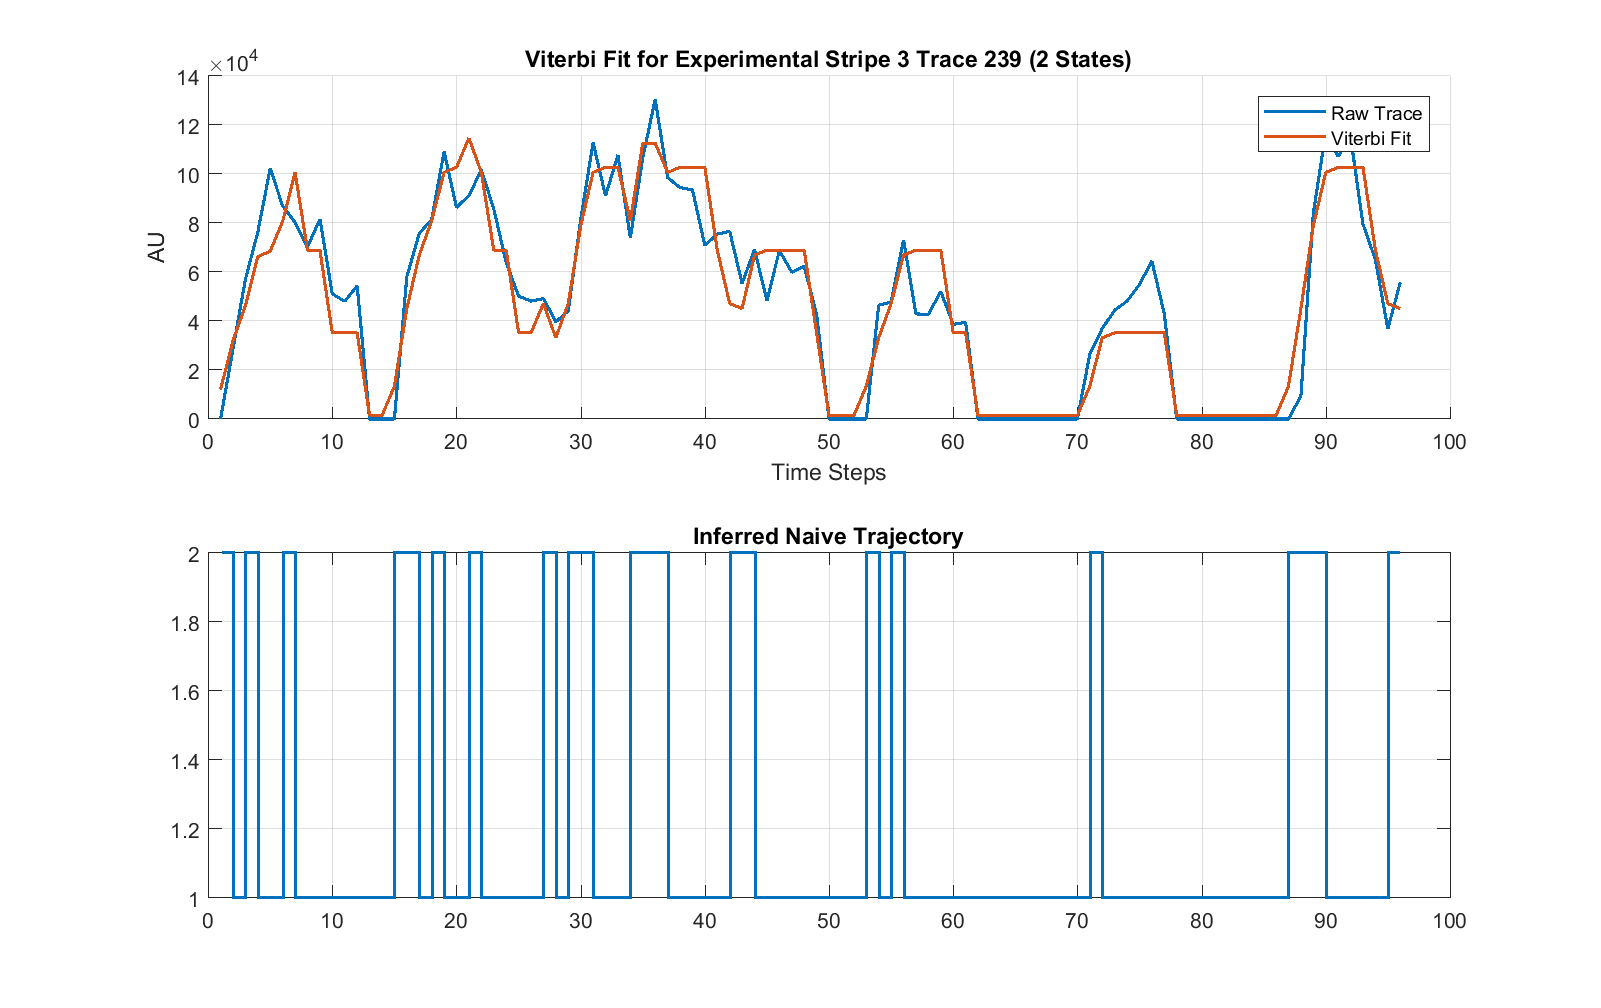 Viterbi Fit for Experimental Stripe 3 Trace 239 (2 States)
×10⁴
14
12
10
8
6
4
2
0
AU
Raw Trace
Viterbi Fit
0 10 20 30 40 50 60 70 80 90 100
Time Steps
Inferred Naive Trajectory
2
1.8
1.6
1.4
1.2
1
0 10 20 30 40 50 60 70 80 90 100